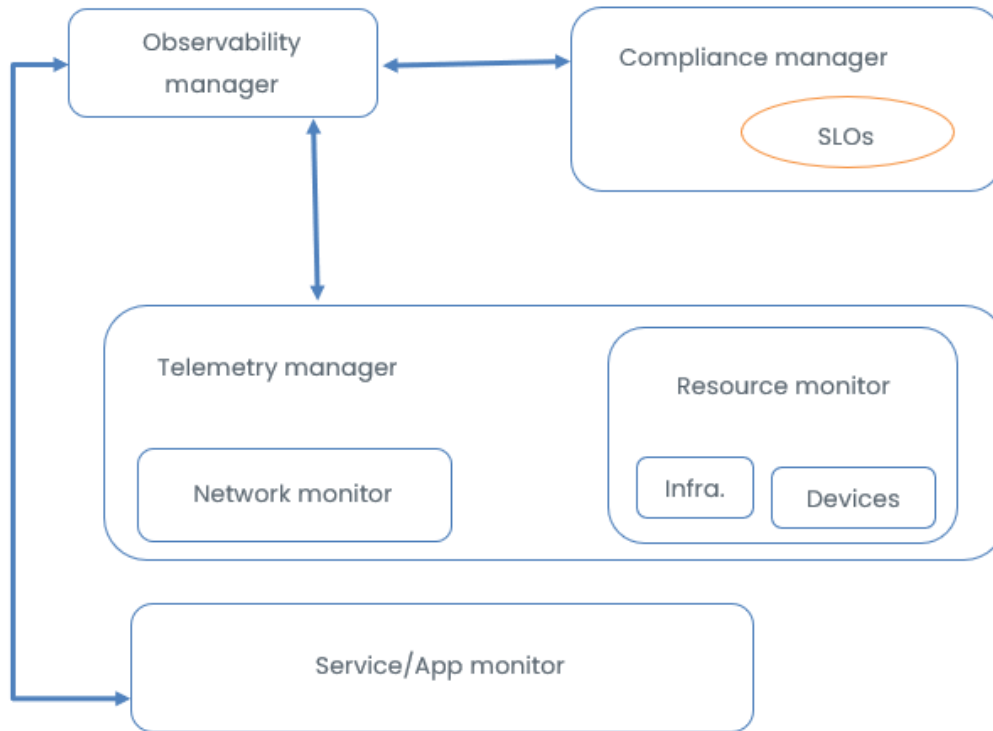 Observability
manager
Compliance manager
SLOs
Telemetry manager
Resource monitor
Network monitor
Infra.
Devices
Service/App monitor